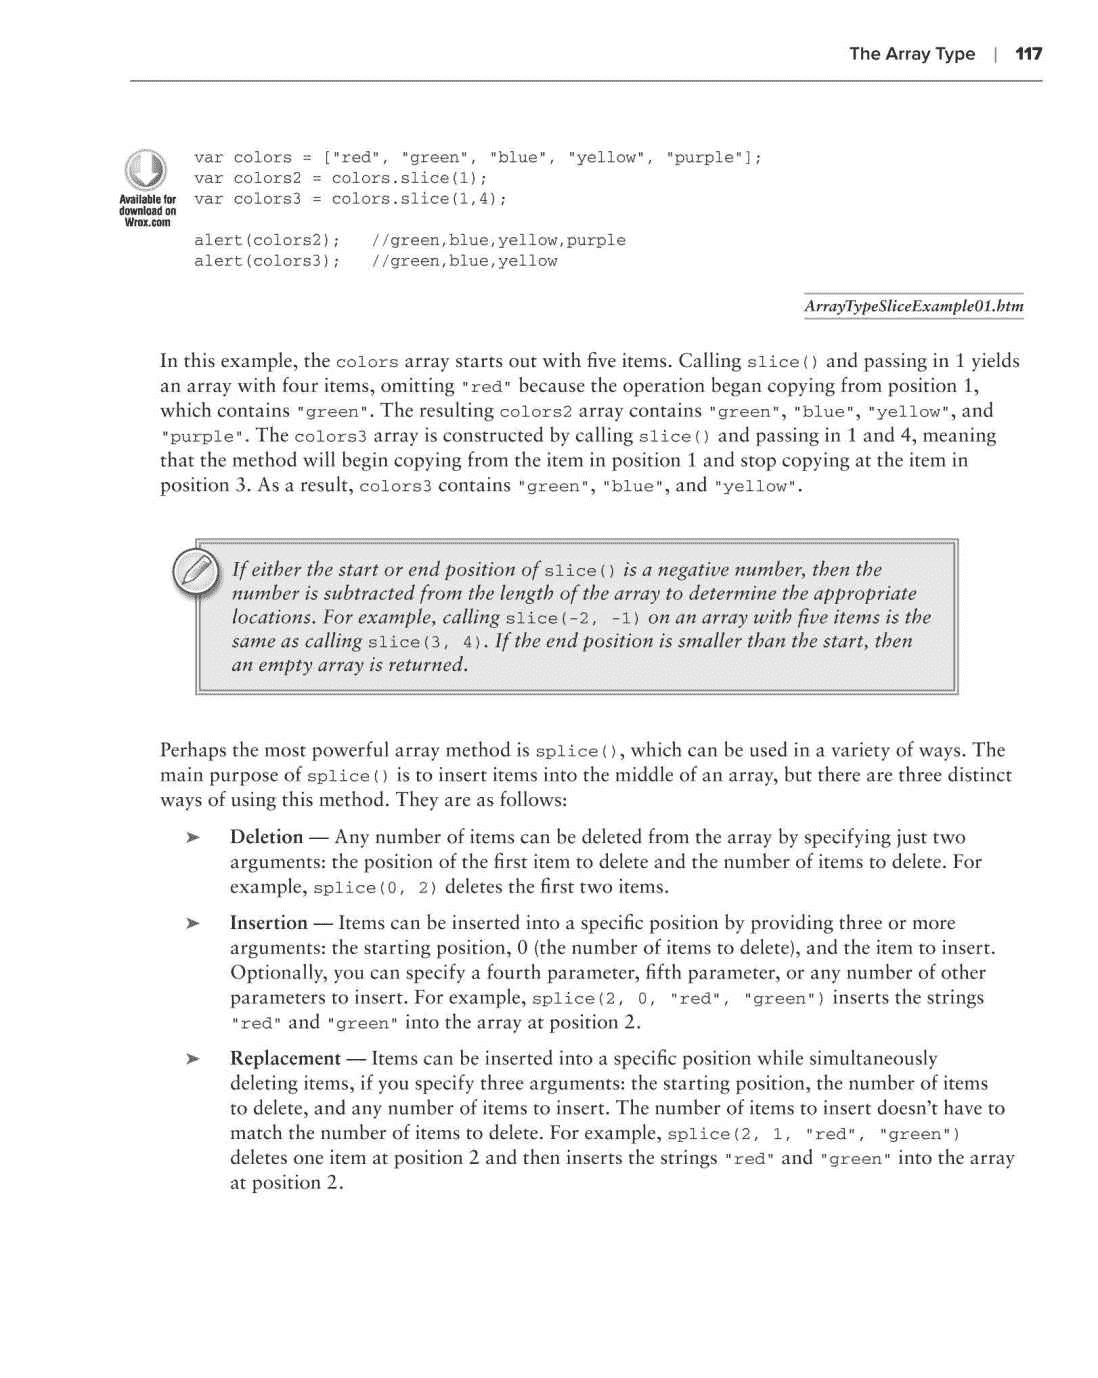 The Array Type | 117
var colors = ["red", "green", "blue", "yellow", "purple"];
var colors2 = colors.slice(1);
var colors3 = colors.slice(1,4);
Available for
download on
Wrox.com
alert(colors2);   //green,blue,yellow,purple
alert(colors3);   //green,blue,yellow
ArrayTypeSliceExample01.htm
In this example, the colors array starts out with five items. Calling slice() and passing in 1 yields
an array with four items, omitting "red" because the operation began copying from position 1,
which contains "green". The resulting colors2 array contains "green", "blue", "yellow", and
"purple". The colors3 array is constructed by calling slice() and passing in 1 and 4, meaning
that the method will begin copying from the item in position 1 and stop copying at the item in
position 3. As a result, colors3 contains "green", "blue", and "yellow".
If either the start or end position of slice() is a negative number, then the
number is subtracted from the length of the array to determine the appropriate
locations. For example, calling slice(-2, -1) on an array with five items is the
same as calling slice(3, 4). If the end position is smaller than the start, then
an empty array is returned.
Perhaps the most powerful array method is splice(), which can be used in a variety of ways. The
main purpose of splice() is to insert items into the middle of an array, but there are three distinct
ways of using this method. They are as follows:
➤ Deletion — Any number of items can be deleted from the array by specifying just two
arguments: the position of the first item to delete and the number of items to delete. For
example, splice(0, 2) deletes the first two items.
➤ Insertion — Items can be inserted into a specific position by providing three or more
arguments: the starting position, 0 (the number of items to delete), and the item to insert.
Optionally, you can specify a fourth parameter, fifth parameter, or any number of other
parameters to insert. For example, splice(2, 0, "red", "green") inserts the strings
"red" and "green" into the array at position 2.
➤ Replacement — Items can be inserted into a specific position while simultaneously
deleting items, if you specify three arguments: the starting position, the number of items
to delete, and any number of items to insert. The number of items to insert doesn't have to
match the number of items to delete. For example, splice(2, 1, "red", "green")
deletes one item at position 2 and then inserts the strings "red" and "green" into the array
at position 2.